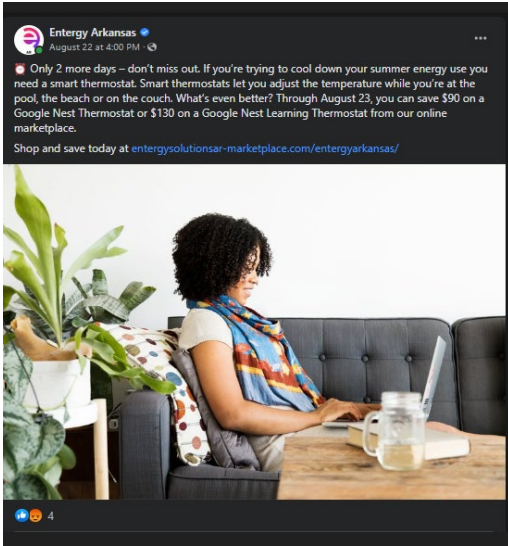 Entergy Arkansas
August 22 at 4:00 PM ·
⏰ Only 2 more days – don't miss out. If you're trying to cool down your summer energy use you
need a smart thermostat. Smart thermostats let you adjust the temperature while you're at the
pool, the beach or on the couch. What's even better? Through August 23, you can save $90 on a
Google Nest Thermostat or $130 on a Google Nest Learning Thermostat from our online
marketplace.
Shop and save today at entergysolutionsar-marketplace.com/entergyarkansas/
4